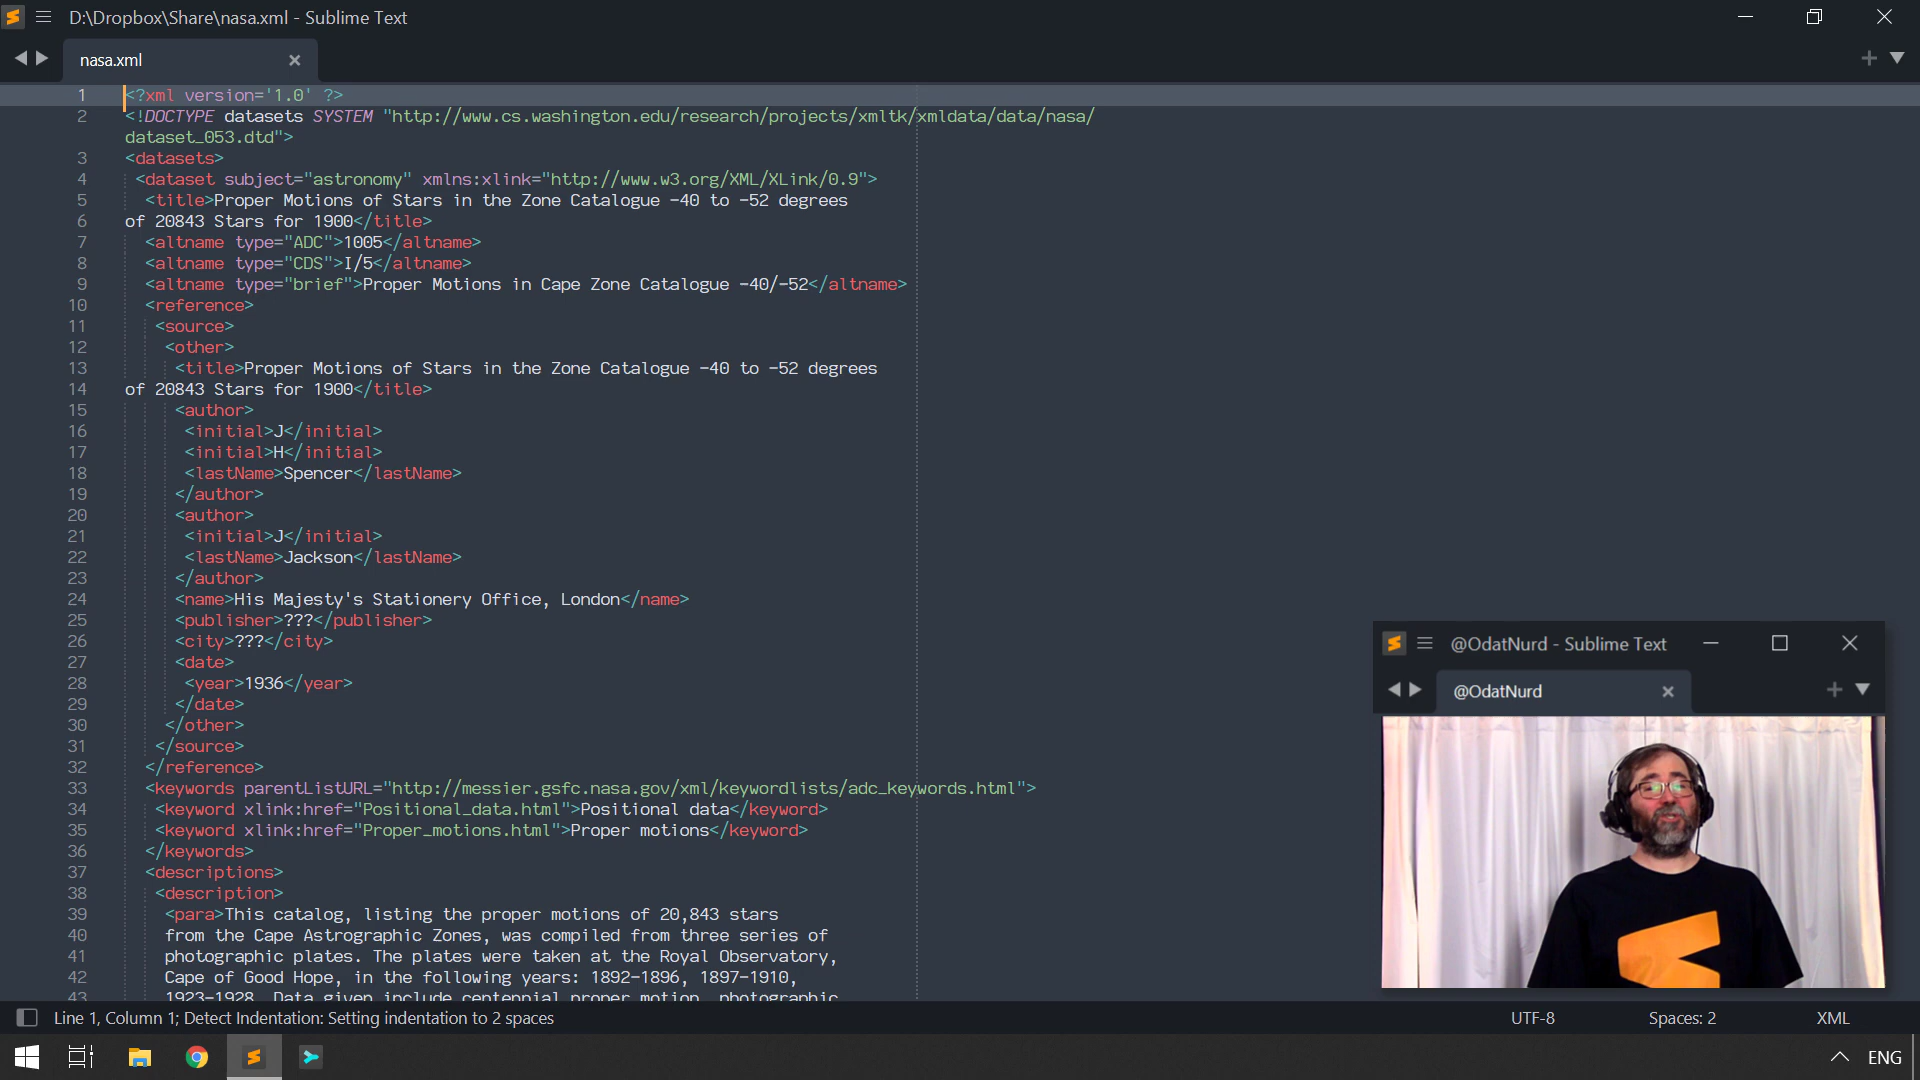 D:\Dropbox\Share\nasa.xml - Sublime Text
nasa.xml
1 <?xml version='1.0' ?>
2 <!DOCTYPE datasets SYSTEM "http://www.cs.washington.edu/research/projects/xmltk/xmldata/data/nasa/
dataset_053.dtd">
3 <datasets>
4 <dataset subject="astronomy" xmlns:xlink="http://www.w3.org/XML/XLink/0.9">
5 <title>Proper Motions of Stars in the Zone Catalogue -40 to -52 degrees
6 of 20843 Stars for 1900</title>
7 <altname type="ADC">1005</altname>
8 <altname type="CDS">I/5</altname>
9 <altname type="brief">Proper Motions in Cape Zone Catalogue -40/-52</altname>
10 <reference>
11 <source>
12 <other>
13 <title>Proper Motions of Stars in the Zone Catalogue -40 to -52 degrees
14 of 20843 Stars for 1900</title>
15 <author>
16 <initial>J</initial>
17 <initial>H</initial>
18 <lastName>Spencer</lastName>
19 </author>
20 <author>
21 <initial>J</initial>
22 <lastName>Jackson</lastName>
23 </author>
24 <name>His Majesty's Stationery Office, London</name>
25 <publisher>???</publisher>
26 <city>???</city>
27 <date>
28 <year>1936</year>
29 </date>
30 </other>
31 </source>
32 </reference>
33 <keywords parentListURL="http://messier.gsfc.nasa.gov/xml/keywordlists/adc_keywords.html">
34 <keyword xlink:href="Positional_data.html">Positional data</keyword>
35 <keyword xlink:href="Proper_motions.html">Proper motions</keyword>
36 </keywords>
37 <descriptions>
38 <description>
39 <para>This catalog, listing the proper motions of 20,843 stars
40 from the Cape Astrographic Zones, was compiled from three series of
41 photographic plates. The plates were taken at the Royal Observatory,
42 Cape of Good Hope, in the following years: 1892-1896, 1897-1910,
43 1923-1928. Data given include centennial proper motion, photographic
@OdatNurd - Sublime Text
@OdatNurd
Line 1, Column 1; Detect Indentation: Setting indentation to 2 spaces
UTF-8
Spaces: 2
XML
ENG